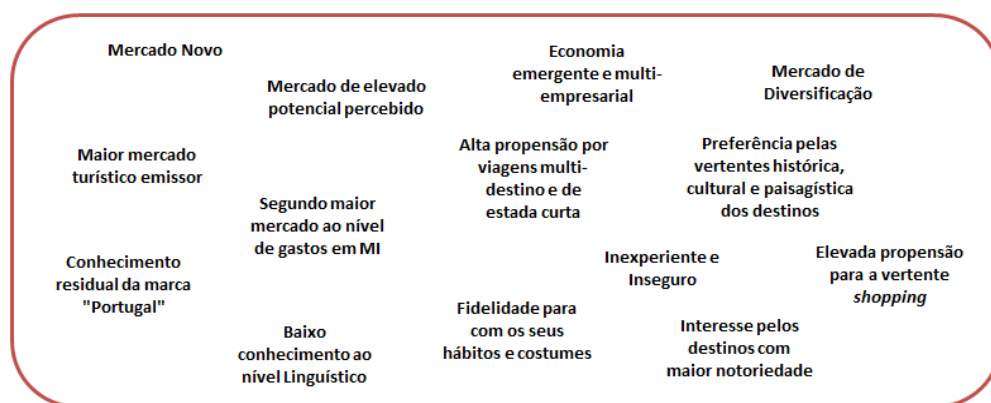 Mercado Novo
Mercado de elevado
potencial percebido
Economia
emergente e multi-
empresarial
Mercado de
Diversificação
Maior mercado
turístico emissor
Segundo maior
mercado ao nível
de gastos em MI
Alta propensão por
viagens multi-
destino e de
estada curta
Preferência pelas
vertentes histórica,
cultural e paisagística
dos destinos
Conhecimento
residual da marca
"Portugal"
Baixo
conhecimento ao
nível Linguístico
Fidelidade para
com os seus
hábitos e costumes
Inexperiente e
Inseguro
Interesse pelos
destinos com
maior notoriedade
Elevada propensão
para a vertente
shopping